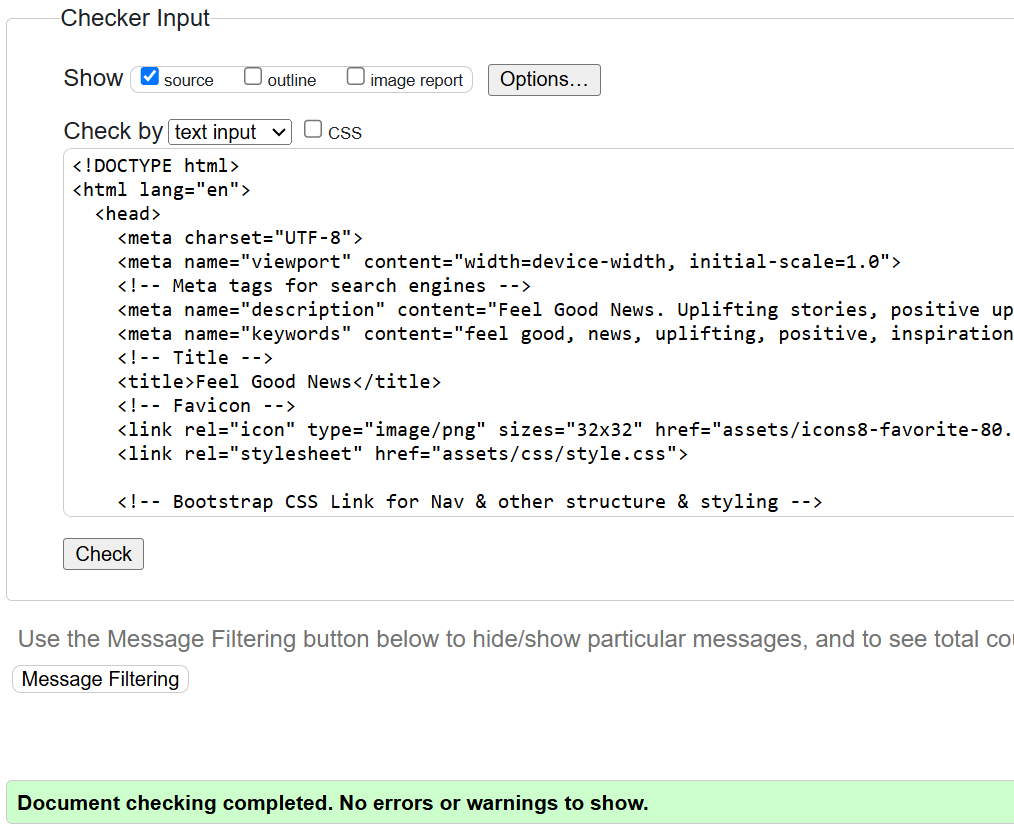 Checker Input
Show source outline image report Options...
Check by text input CSS
<!DOCTYPE html>
<html lang="en">
<head>
<meta charset="UTF-8">
<meta name="viewport" content="width=device-width, initial-scale=1.0">
<!-- Meta tags for search engines -->
<meta name="description" content="Feel Good News. Uplifting stories, positive up
<meta name="keywords" content="feel good, news, uplifting, positive, inspiration
<!-- Title -->
<title>Feel Good News</title>
<!-- Favicon -->
<link rel="icon" type="image/png" sizes="32x32" href="assets/icons8-favorite-80.
<link rel="stylesheet" href="assets/css/style.css">
<!-- Bootstrap CSS Link for Nav & other structure & styling -->
Check
Use the Message Filtering button below to hide/show particular messages, and to see total cou
Message Filtering
Document checking completed. No errors or warnings to show.